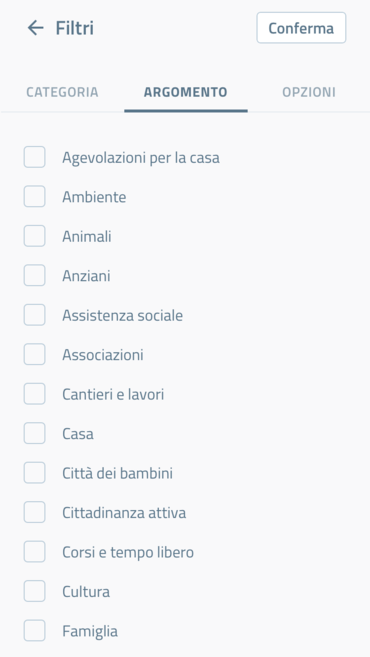 Filtri
Conferma
CATEGORIA
ARGOMENTO
OPZIONI
Agevolazioni per la casa
Ambiente
Animali
Anziani
Assistenza sociale
Associazioni
Cantieri e lavori
Casa
Città dei bambini
Cittadinanza attiva
Corsi e tempo libero
Cultura
Famiglia